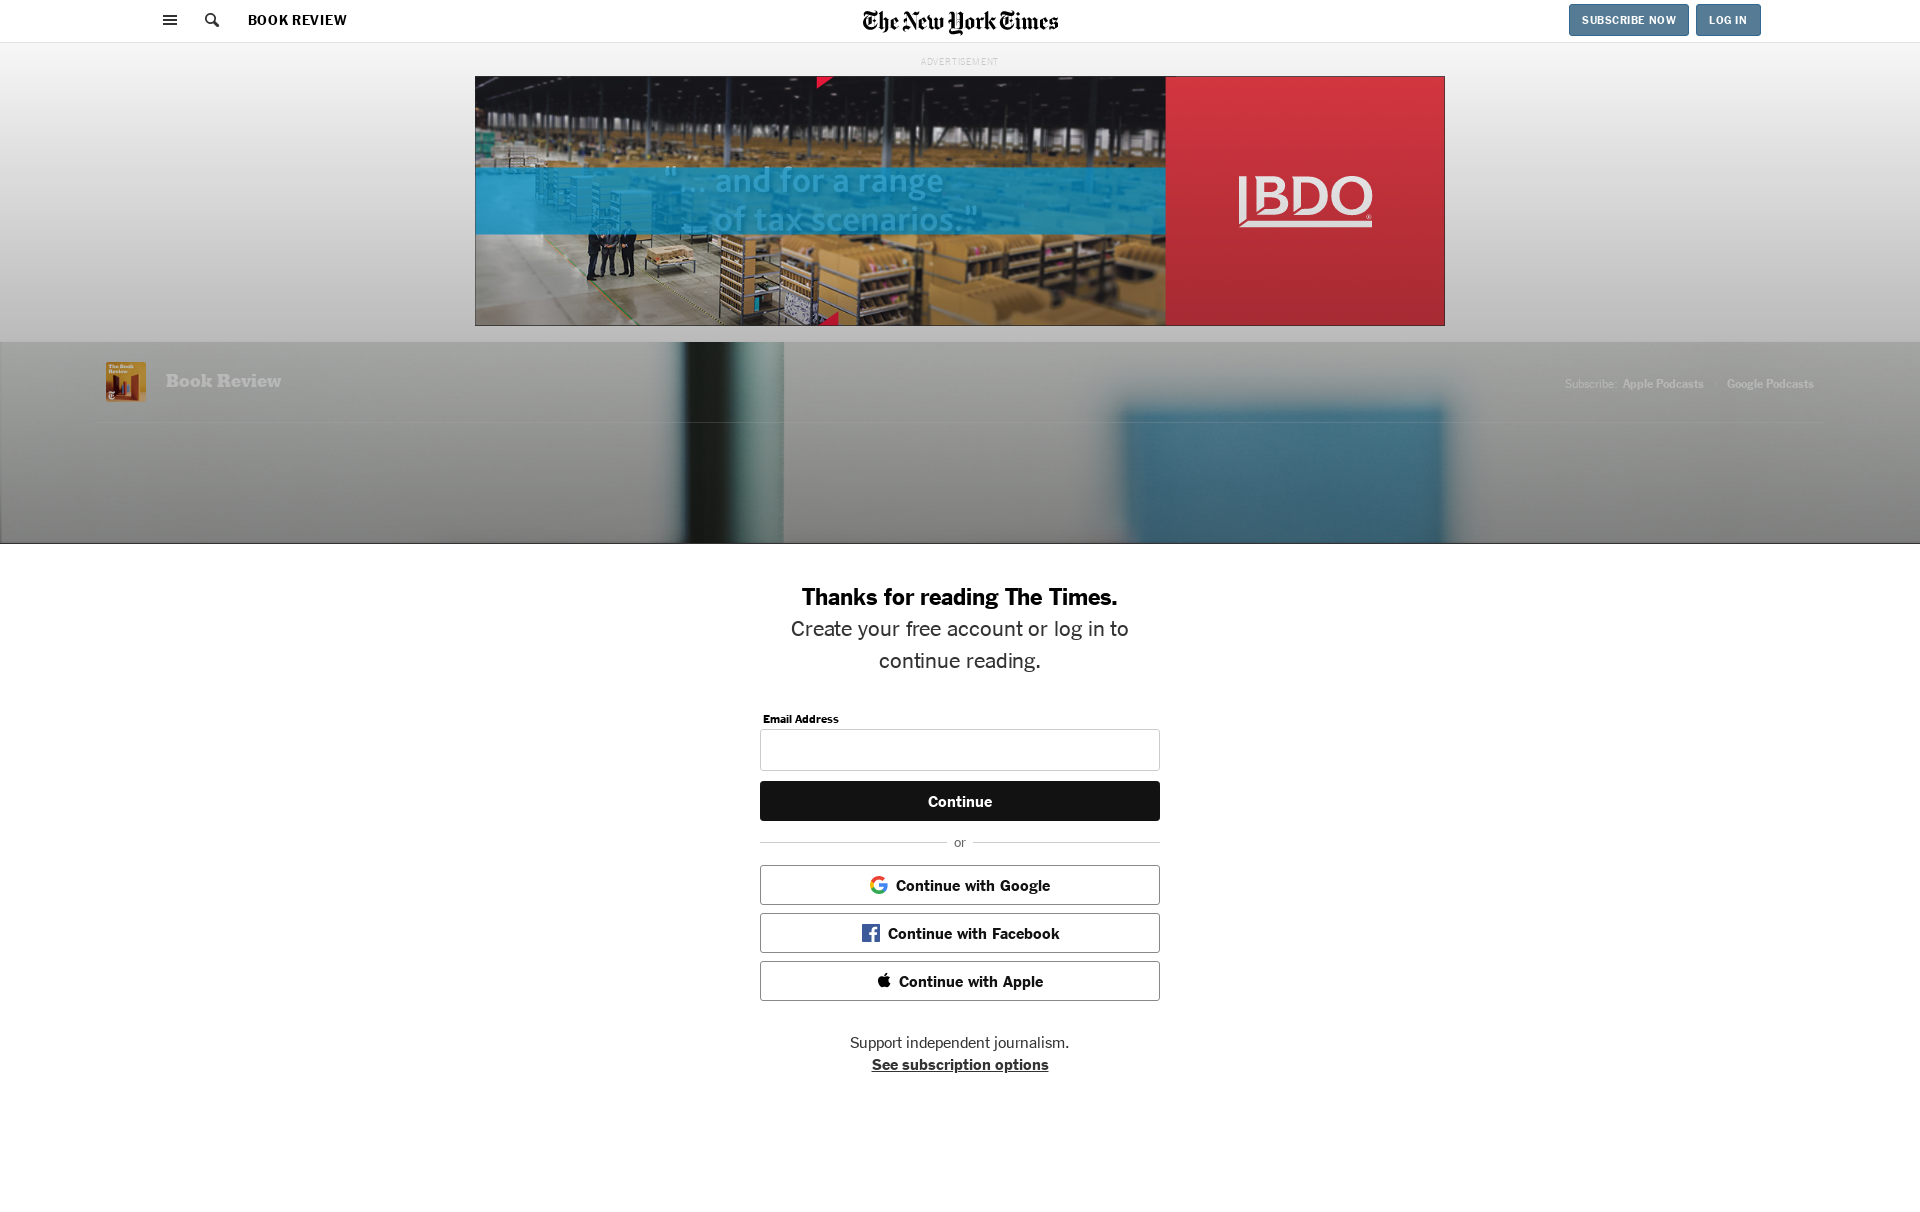 BOOK REVIEW
The New York Times
SUBSCRIBE NOW
LOG IN
ADVERTISEMENT
"... and for a range
of tax scenarios."
BDO
The Book
Review
Book Review
Subscribe:
Apple Podcasts
Google Podcasts
Thanks for reading The Times.
Create your free account or log in to
continue reading.
Email Address
Continue
or
Continue with Google
Continue with Facebook
Continue with Apple
Support independent journalism.
See subscription options